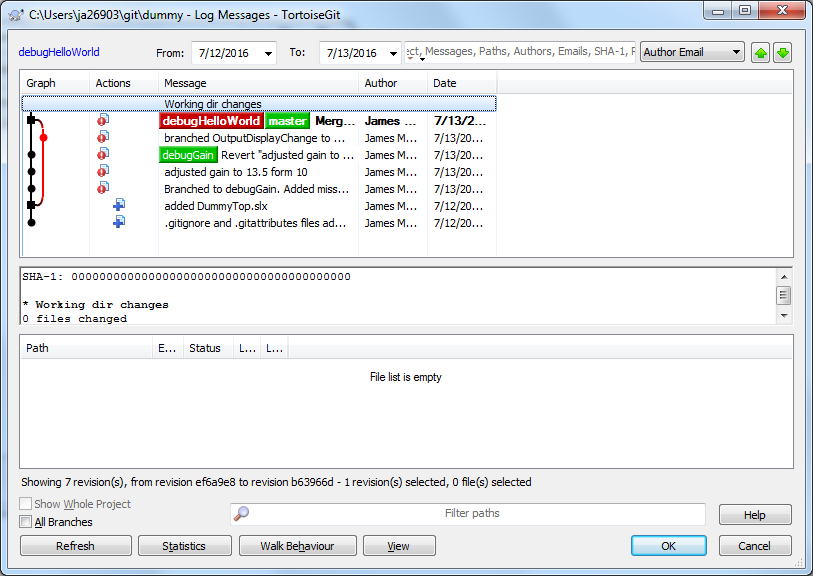 C:\Users\ja26903\git\dummy - Log Messages - TortoiseGit
debugHelloWorld From: 7/12/2016 To: 7/13/2016 ect, Messages, Paths, Authors, Emails, SHA-1, F Author Email
Graph Actions Message Author Date
Working dir changes
debugHelloWorld master Merg... James ... 7/13/2...
branched OutputDisplayChange to ... James M... 7/13/20...
debugGain Revert "adjusted gain to ... James M... 7/13/20...
adjusted gain to 13.5 form 10 James M... 7/13/20...
Branched to debugGain. Added miss... James M... 7/13/20...
added DummyTop.slx James M... 7/12/20...
.gitignore and .gitattributes files ad... James M... 7/12/20...
SHA-1: 0000000000000000000000000000000000000000
* Working dir changes
0 files changed
Path E... Status L... L...
File list is empty
Showing 7 revision(s), from revision ef6a9e8 to revision b63966d - 1 revision(s) selected, 0 file(s) selected
Show Whole Project
All Branches
Filter paths
Help
Refresh Statistics Walk Behaviour View OK Cancel